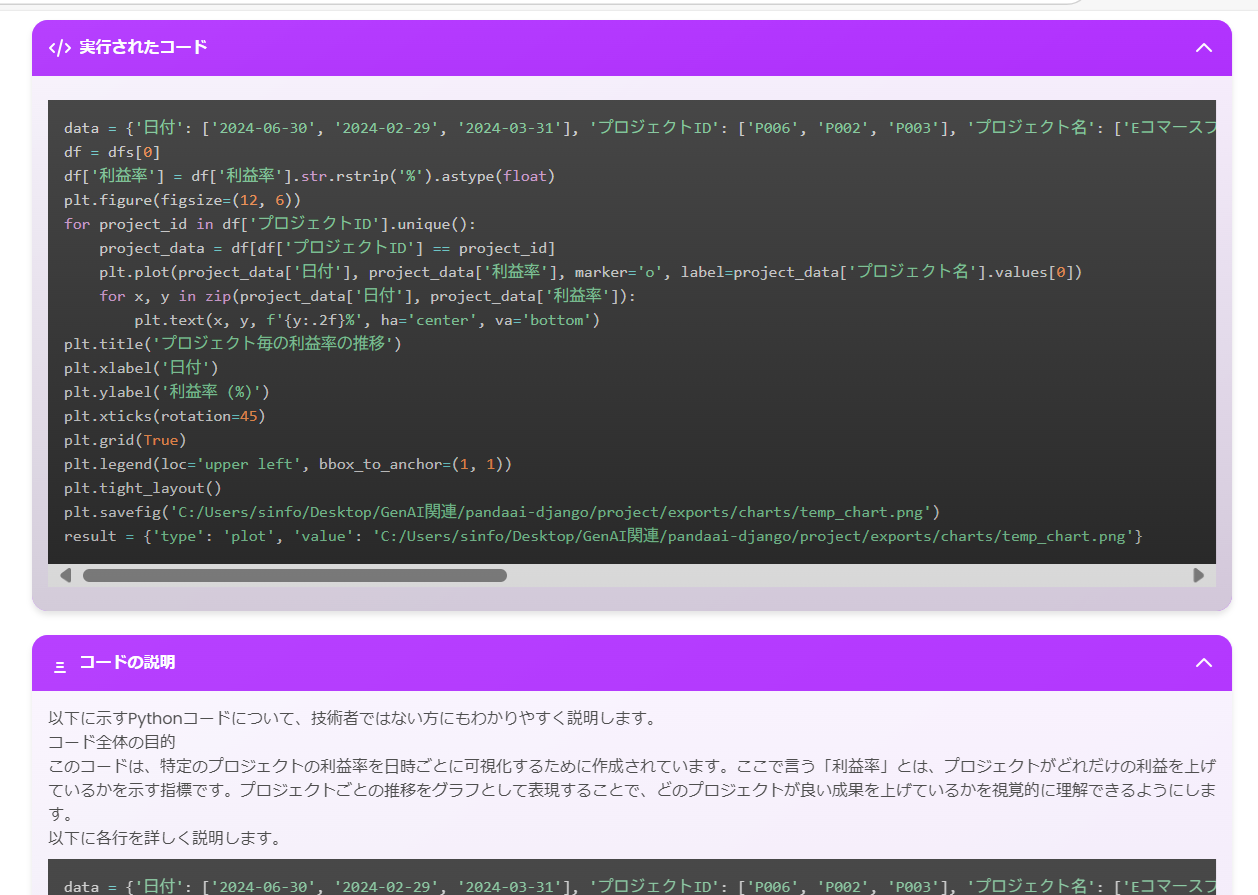 </> 実行されたコード
data = {'日付': ['2024-06-30', '2024-02-29', '2024-03-31'], 'プロジェクトID': ['P006', 'P002', 'P003'], 'プロジェクト名': ['Eコマースプ
df = dfs[0]
df['利益率'] = df['利益率'].str.rstrip('%').astype(float)
plt.figure(figsize=(12, 6))
for project_id in df['プロジェクトID'].unique():
    project_data = df[df['プロジェクトID'] == project_id]
    plt.plot(project_data['日付'], project_data['利益率'], marker='o', label=project_data['プロジェクト名'].values[0])
    for x, y in zip(project_data['日付'], project_data['利益率']):
        plt.text(x, y, f'{y:.2f}%', ha='center', va='bottom')
plt.title('プロジェクト毎の利益率の推移')
plt.xlabel('日付')
plt.ylabel('利益率 (%)')
plt.xticks(rotation=45)
plt.grid(True)
plt.legend(loc='upper left', bbox_to_anchor=(1, 1))
plt.tight_layout()
plt.savefig('C:/Users/sinfo/Desktop/GenAI関連/pandaai-django/project/exports/charts/temp_chart.png')
result = {'type': 'plot', 'value': 'C:/Users/sinfo/Desktop/GenAI関連/pandaai-django/project/exports/charts/temp_chart.png'}
コードの説明
以下に示すPythonコードについて、技術者ではない方にもわかりやすく説明します。
コード全体の目的
このコードは、特定のプロジェクトの利益率を日時ごとに可視化するために作成されています。ここで言う「利益率」とは、プロジェクトがどれだけの利益を上げ
ているかを示す指標です。プロジェクトごとの推移をグラフとして表現することで、どのプロジェクトが良い成果を上げているかを視覚的に理解できるようにしま
す。
以下に各行を詳しく説明します。
data = {'日付': ['2024-06-30', '2024-02-29', '2024-03-31'], 'プロジェクトID': ['P006', 'P002', 'P003'], 'プロジェクト名': ['Eコマースプ